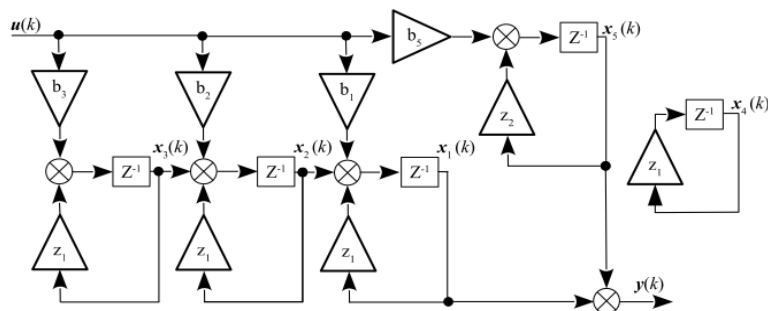 u(k)
b₅
Z⁻¹
x₅(k)
b₃
b₂
b₁
z₂
Z⁻¹
x₄(k)
z₁
x₃(k)
x₂(k)
x₁(k)
Z⁻¹
Z⁻¹
Z⁻¹
z₁
z₁
z₁
y(k)